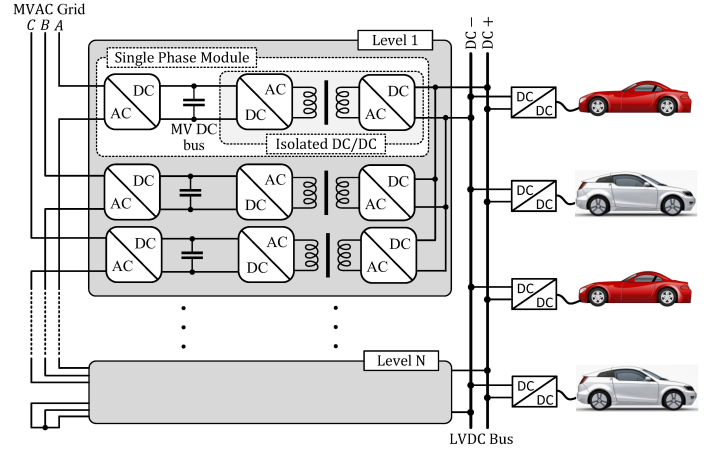 MVAC Grid
C B A
DC −
DC +
Level 1
Single Phase Module
DC
AC
AC
DC
DC
AC
MV DC
bus
Isolated DC/DC
DC
AC
AC
DC
DC
AC
DC
AC
AC
DC
DC
AC
DC
DC
DC
DC
DC
DC
DC
DC
Level N
LVDC Bus